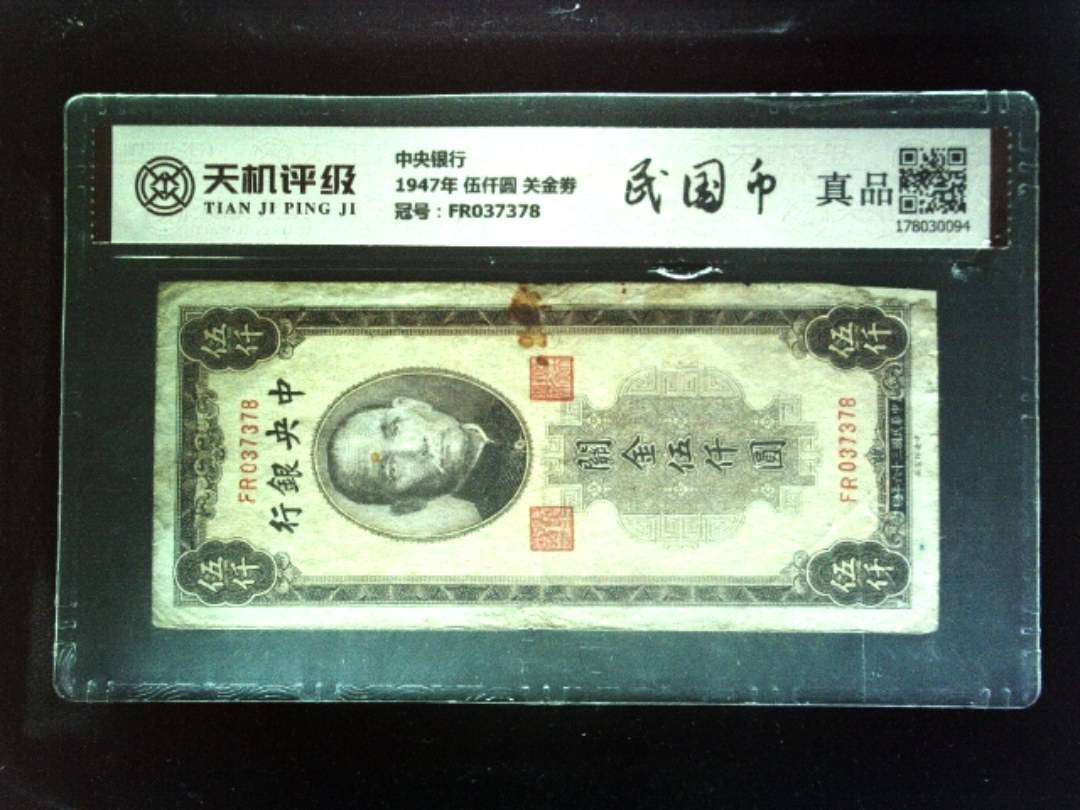 天机评级
TIAN JI PING JI
中央银行
1947年 伍仟圆 关金券
冠号：FR037378
民国币
真品
178030094
伍仟
伍仟
中央銀行
FR037378
關金伍仟圓
FR037378
伍仟
伍仟